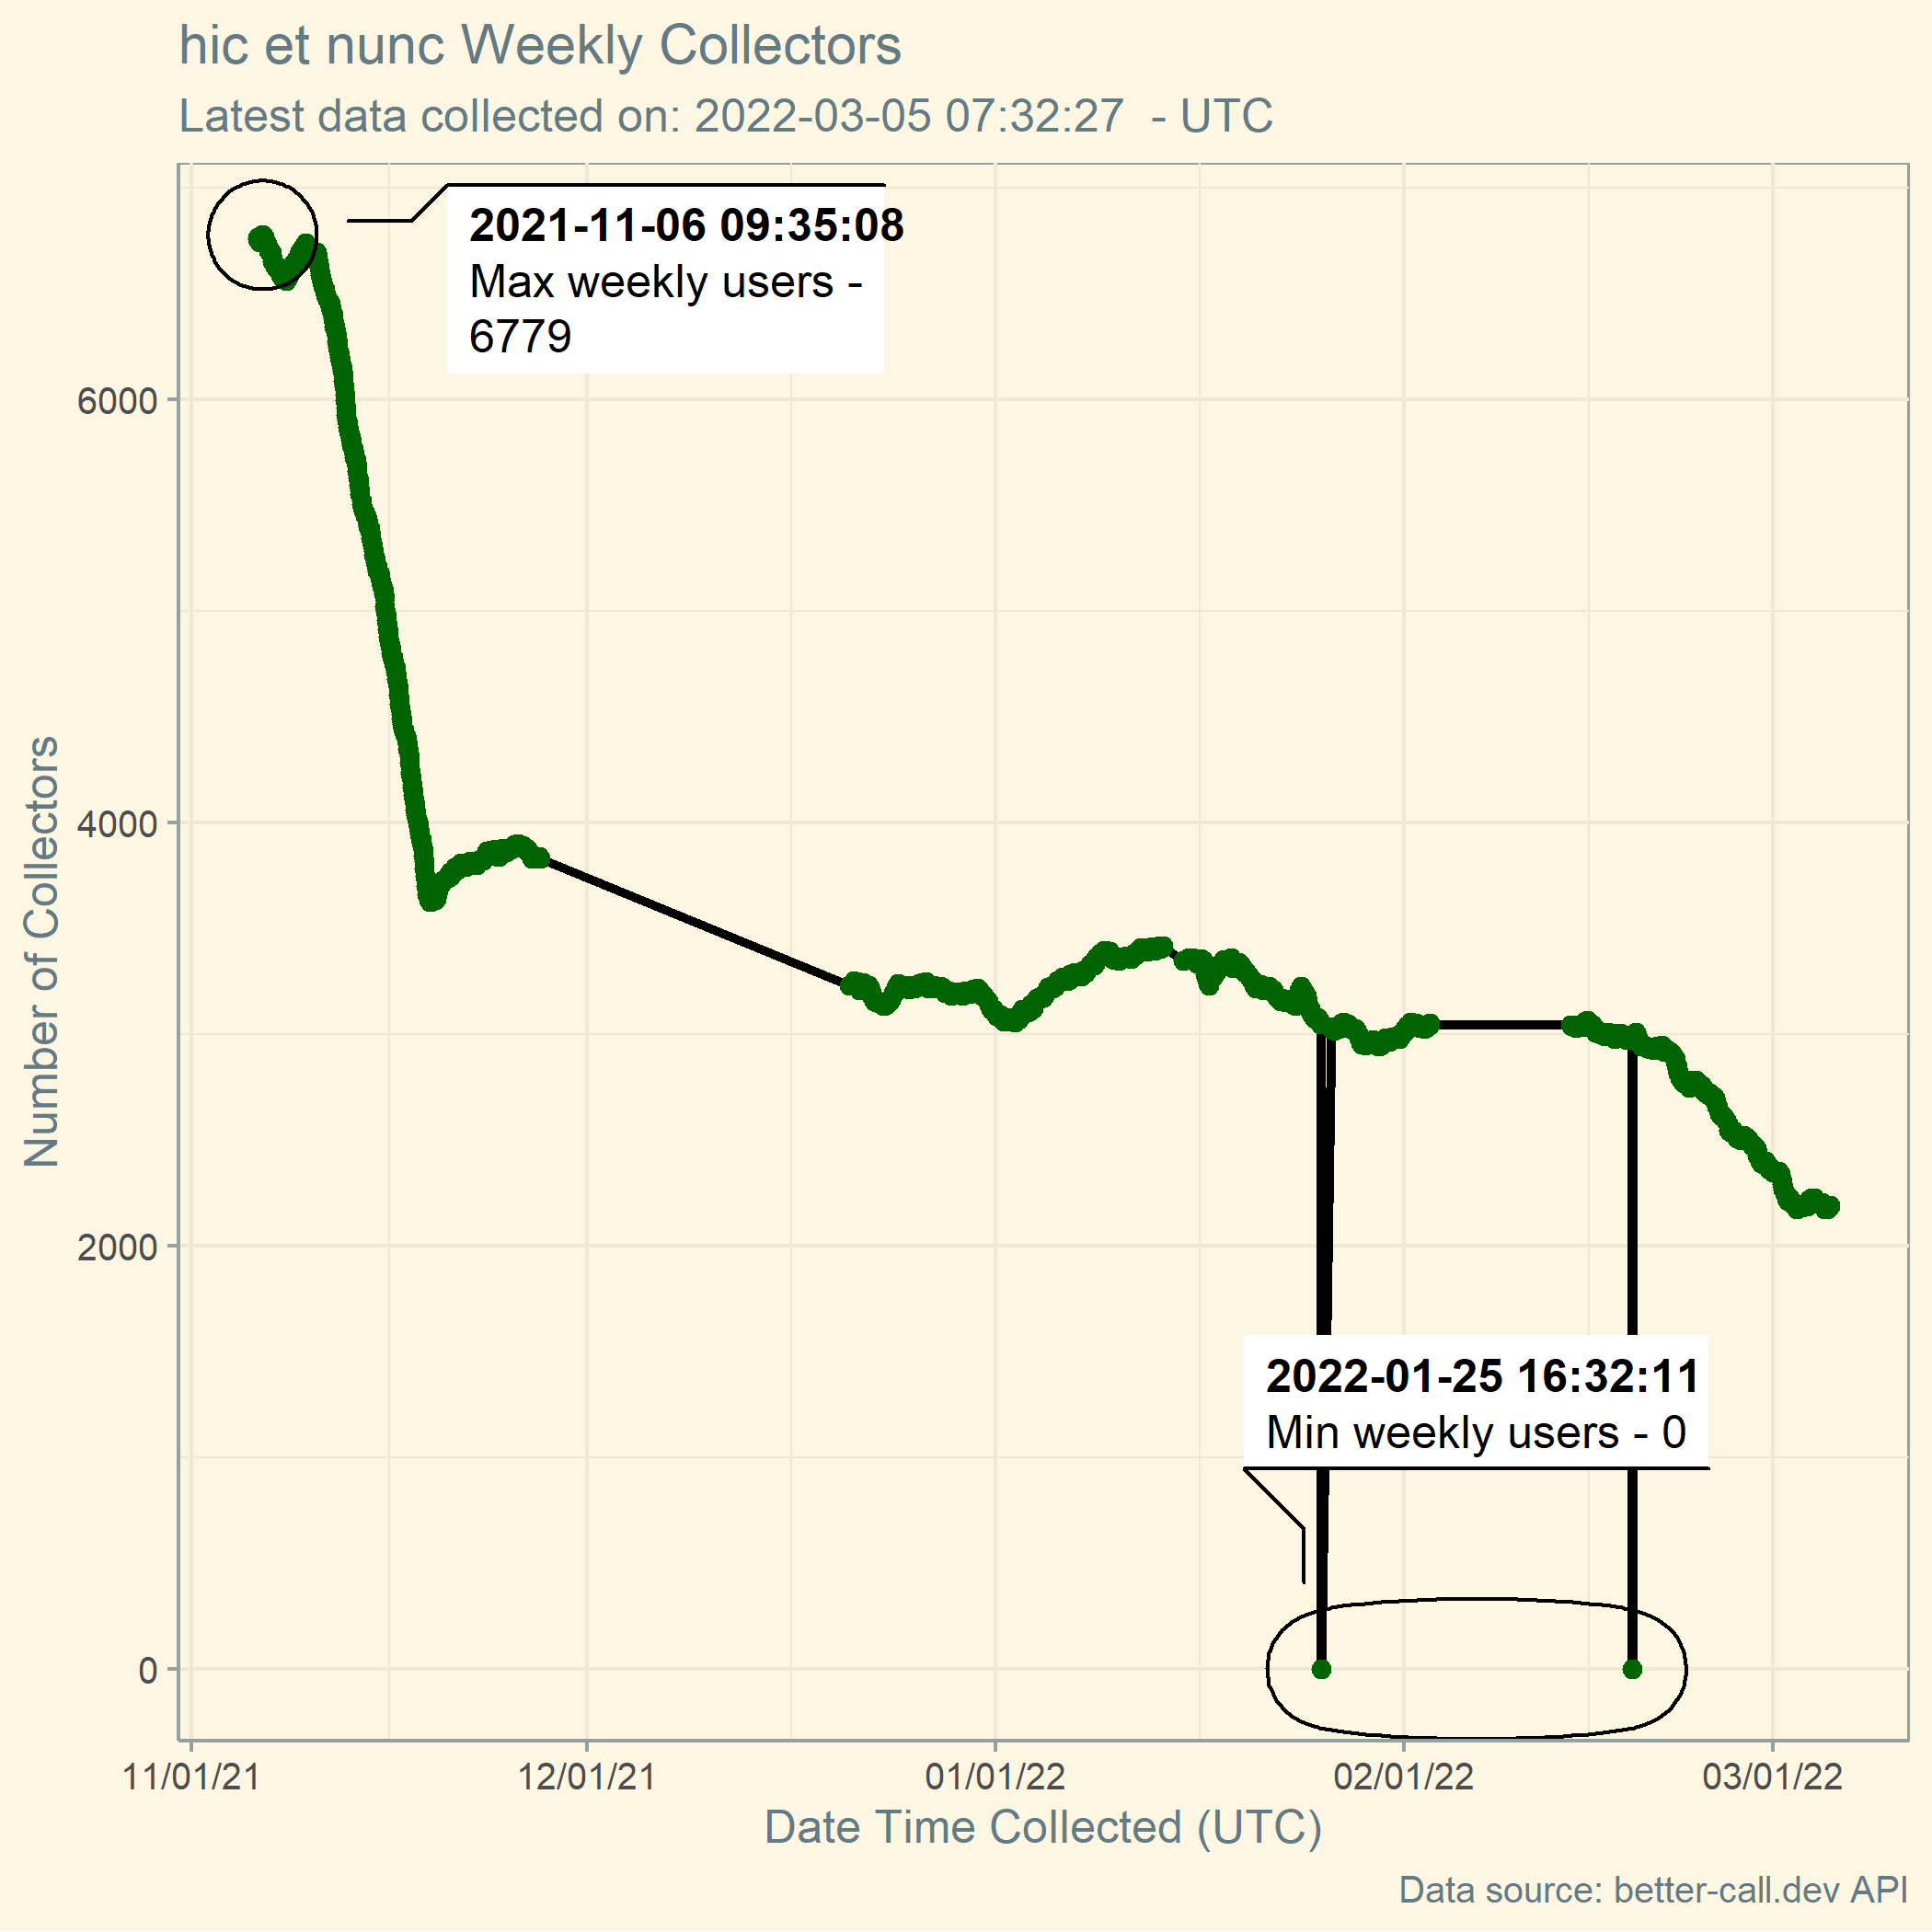 hic et nunc Weekly Collectors
Latest data collected on: 2022-03-05 07:32:27  - UTC
2021-11-06 09:35:08
Max weekly users -
6779
6000
4000
2000
0
Number of Collectors
2022-01-25 16:32:11
Min weekly users - 0
11/01/21 12/01/21 01/01/22 02/01/22 03/01/22
Date Time Collected (UTC)
Data source: better-call.dev API